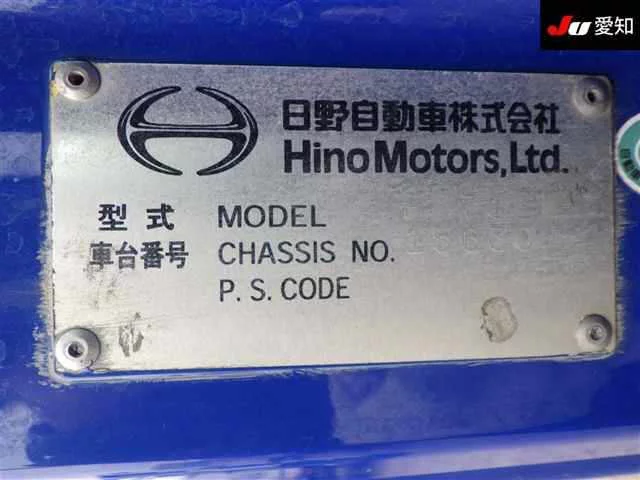 JU 愛知
日野自動車株式会社
Hino Motors, Ltd.
型式 MODEL
車台番号 CHASSIS NO.
P. S. CODE